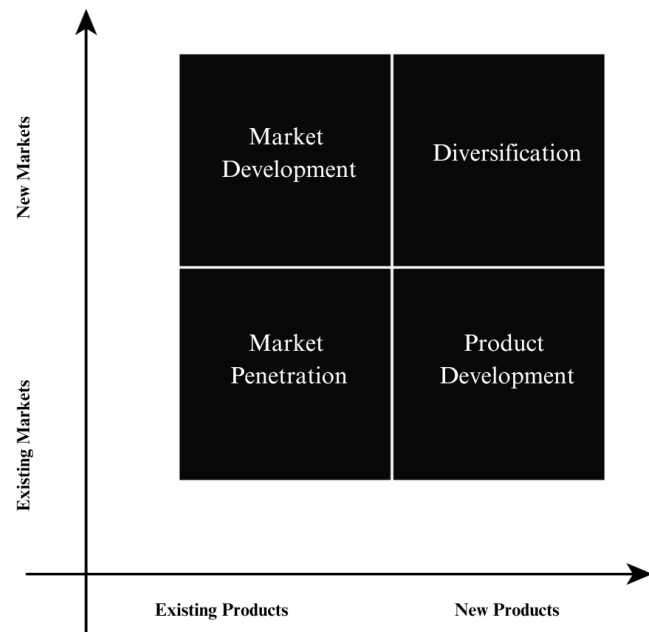 New Markets
Market
Development
Diversification
Existing Markets
Market
Penetration
Product
Development
Existing Products
New Products